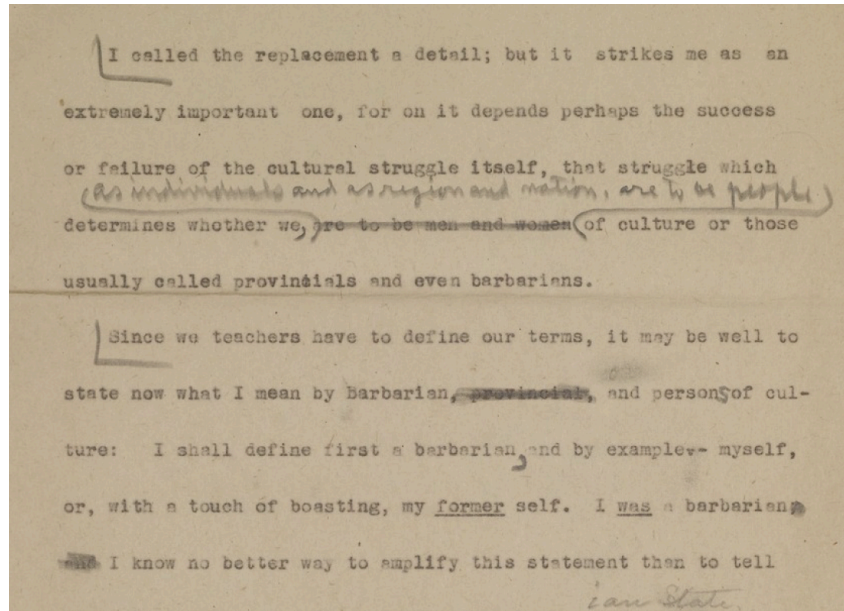 I called the replacement a detail; but it strikes me as an
extremely important one, for on it depends perhaps the success
or failure of the cultural struggle itself, that struggle which
as individuals and as region and nation, are to be people
determines whother we, are to be men and women of culture or those
usually called provincials and even barbarians.
Since we teachers have to define our terms, it may be well to
state now what I mean by Barbarian, provincial, and persons of cul-
ture: I shall define first a barbarian, and by example-- myself,
or, with a touch of boasting, my former self. I was a barbarian
and I know no better way to amplify this statement than to tell
ian State